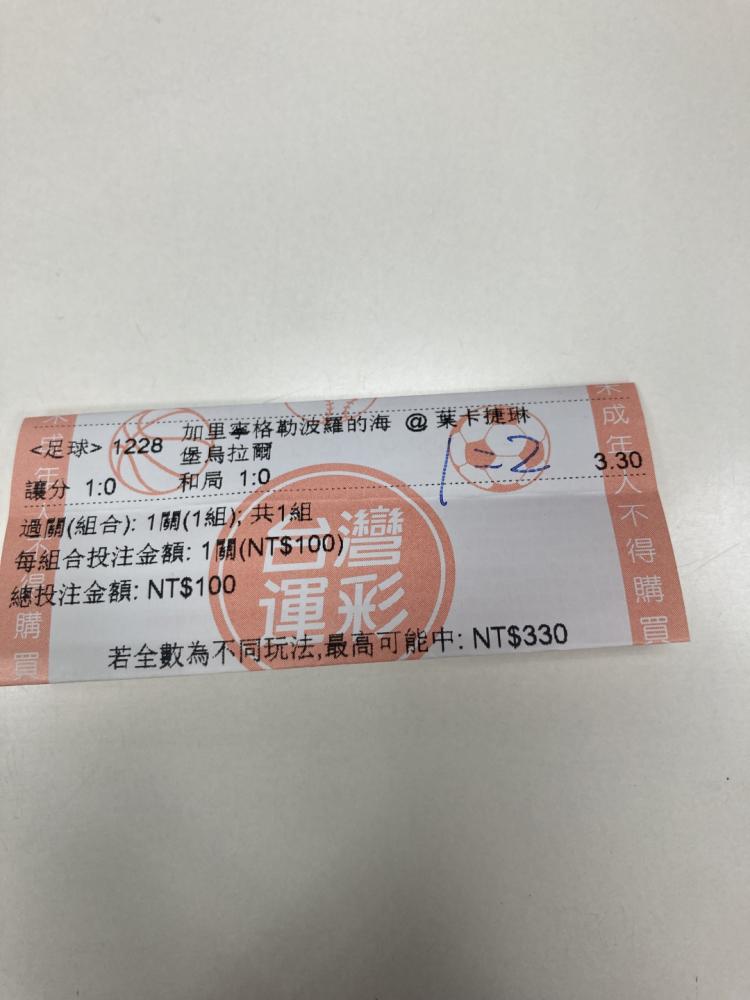 <足球> 1228 加里寧格勒波羅的海 @ 葉卡捷琳
堡烏拉爾
1-2
讓分 1:0 和局 1:0 3.30
過關(組合): 1關(1組); 共1組
每組合投注金額: 1關(NT$100)
總投注金額: NT$100
若全數為不同玩法,最高可能中: NT$330
台灣
運彩
未成年人不得購買
未成年人不得購買